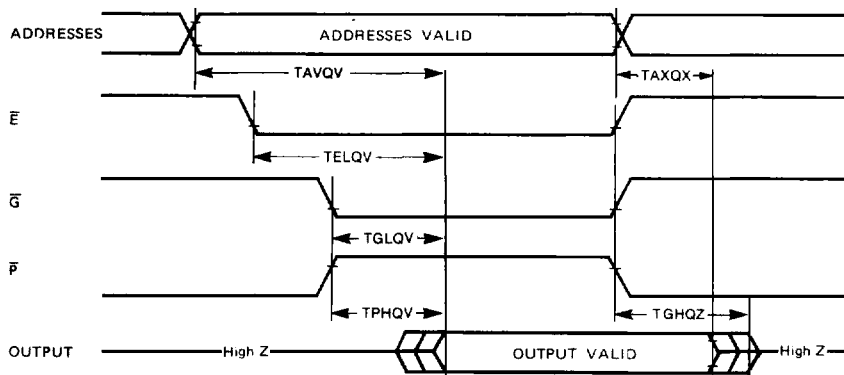 ADDRESSES
ADDRESSES VALID
TAVQV
TAXQX
E̅
TELQV
G̅
TGLQV
P̅
TPHQV
TGHQZ
OUTPUT
High Z
OUTPUT VALID
High Z